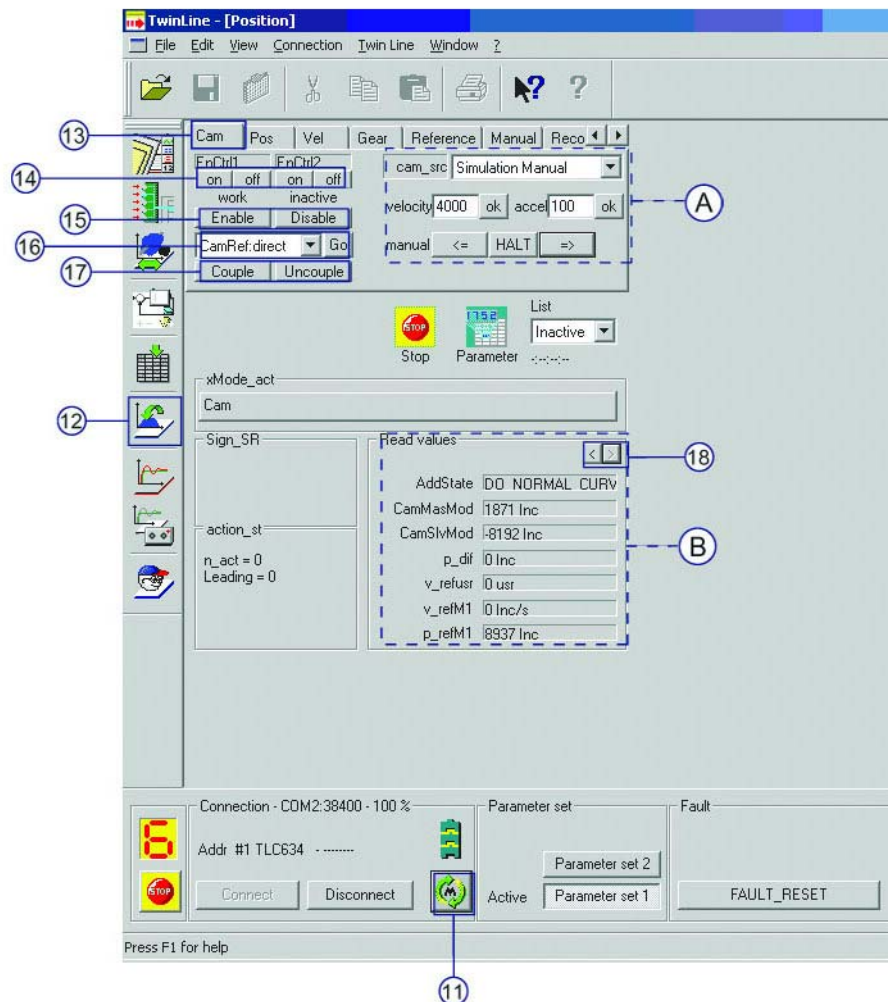 TwinLine - [Position]
File Edit View Connection Twin Line Window ?
13
Cam Pos Vel Gear Reference Manual Reco
EnCtrl1 EnCtrl2
cam_src Simulation Manual
14
on off on off
work inactive
A
15
Enable Disable
velocity 4000 ok accel 100 ok
16
CamRef:direct Go
manual <= HALT =>
17
Couple Uncouple
List
STOP
1752
Inactive
Stop Parameter -:--:--:--
xMode_act
Cam
12
Sign_SR
Read values
< >
18
AddState DO NORMAL CURV
CamMasMod 1871 Inc
CamSlvMod -8192 Inc
B
action_st
p_dif 0 Inc
n_act = 0
Leading = 0
v_refusr 0 usr
v_refM1 0 Inc/s
p_refM1 8937 Inc
Connection - COM2:38400 - 100 %
Parameter set
Fault
6
Addr #1 TLC634 - --------
Parameter set 2
STOP
Connect Disconnect
M
Active Parameter set 1
FAULT_RESET
Press F1 for help
11